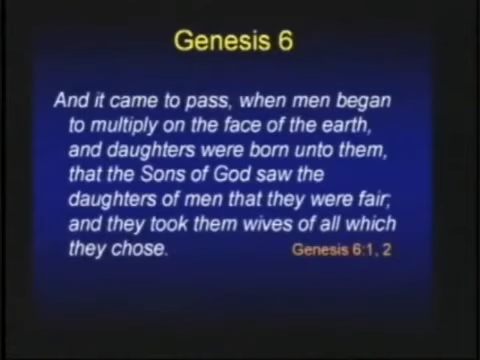 Genesis 6
And it came to pass, when men began
to multiply on the face of the earth,
and daughters were born unto them,
that the Sons of God saw the
daughters of men that they were fair;
and they took them wives of all which
they chose. Genesis 6:1, 2